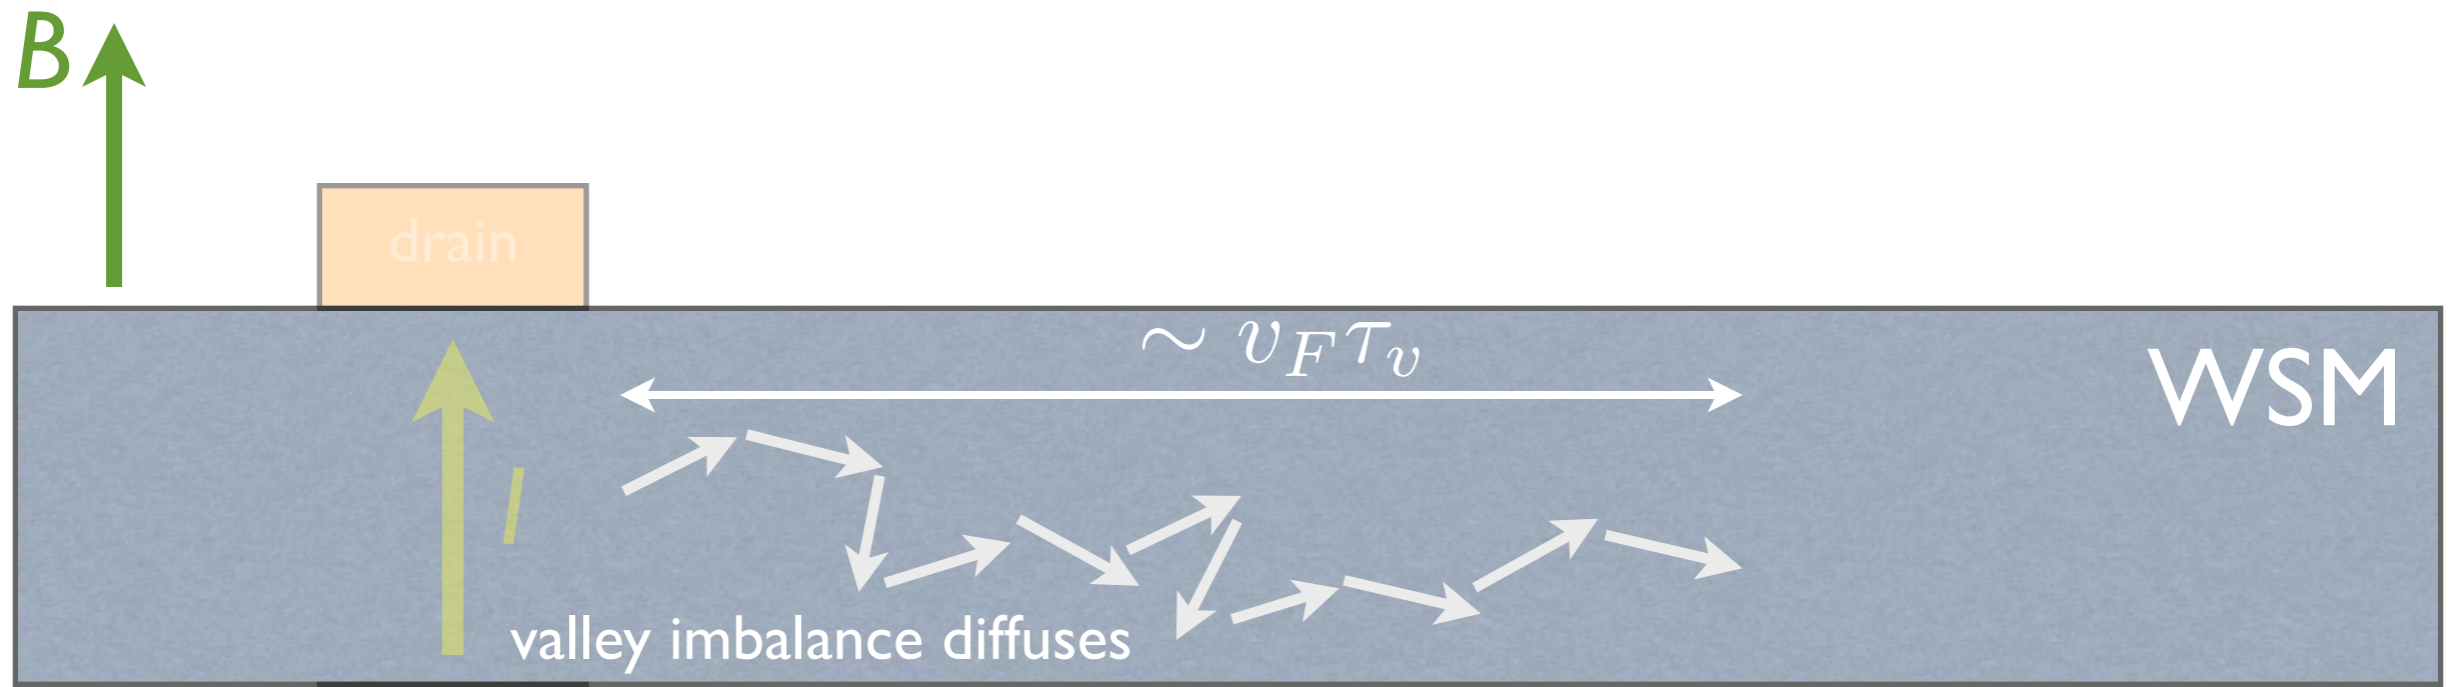 B
drain
∼ v_F τ_v
WSM
I
valley imbalance diffuses